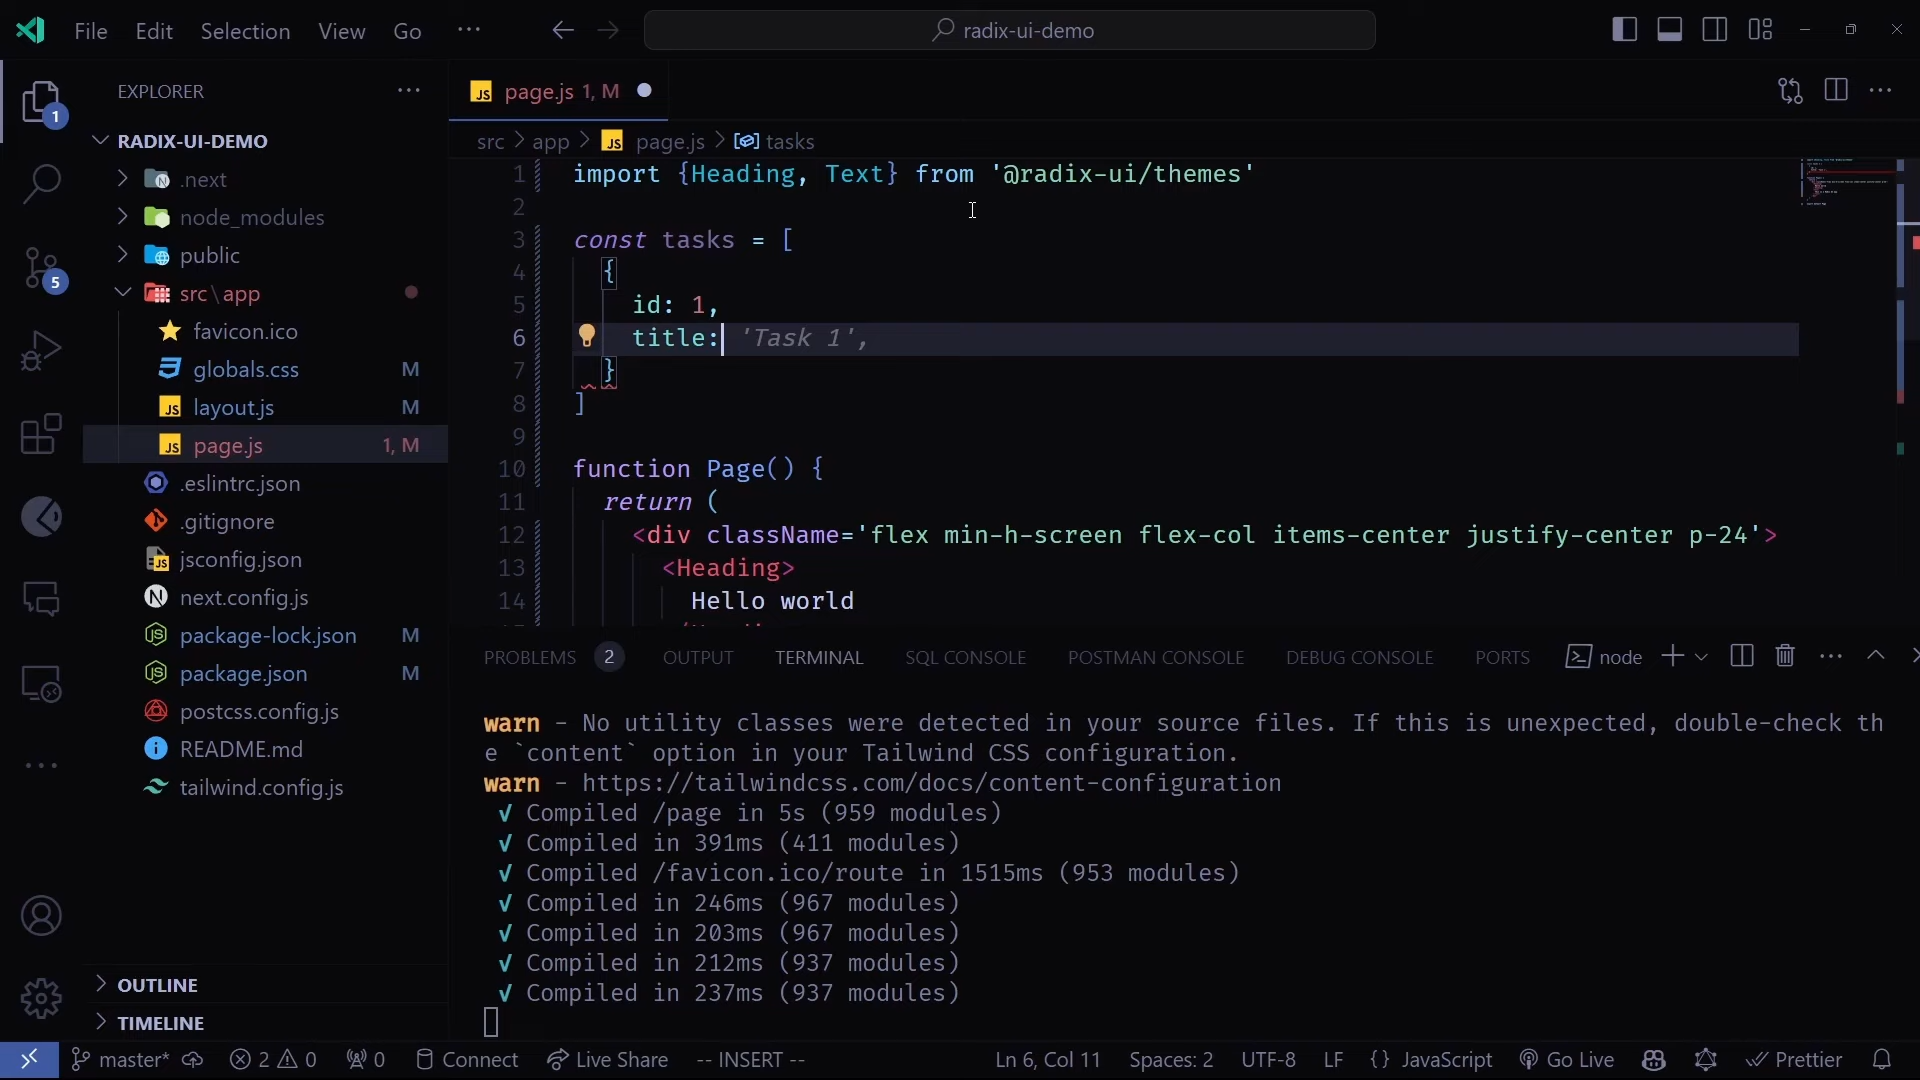 File Edit Selection View Go ··· radix-ui-demo
EXPLORER ···
RADIX-UI-DEMO
.next
node_modules
public
src\app
favicon.ico
globals.css M
layout.js M
page.js 1, M
.eslintrc.json
.gitignore
jsconfig.json
next.config.js
package-lock.json M
package.json M
postcss.config.js
README.md
tailwind.config.js
OUTLINE
TIMELINE
1
5
JS page.js 1, M
src > app > JS page.js > tasks
1 import {Heading, Text} from '@radix-ui/themes'
2
3 const tasks = [
4 {
5 id: 1,
6 title: 'Task 1',
7 }
8 ]
9
10 function Page() {
11 return (
12 <div className='flex min-h-screen flex-col items-center justify-center p-24'>
13 <Heading>
14 Hello world
PROBLEMS 2 OUTPUT TERMINAL SQL CONSOLE POSTMAN CONSOLE DEBUG CONSOLE PORTS node
warn - No utility classes were detected in your source files. If this is unexpected, double-check th
e `content` option in your Tailwind CSS configuration.
warn - https://tailwindcss.com/docs/content-configuration
√ Compiled /page in 5s (959 modules)
√ Compiled in 391ms (411 modules)
√ Compiled /favicon.ico/route in 1515ms (953 modules)
√ Compiled in 246ms (967 modules)
√ Compiled in 203ms (967 modules)
√ Compiled in 212ms (937 modules)
√ Compiled in 237ms (937 modules)
master* 2 0 0 Connect Live Share -- INSERT -- Ln 6, Col 11 Spaces: 2 UTF-8 LF {} JavaScript Go Live Prettier